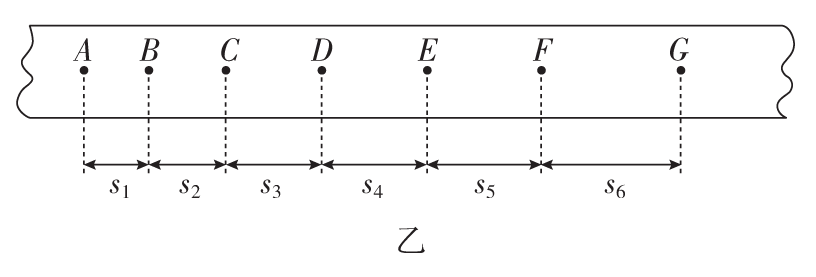 A B C D E F G
s₁ s₂ s₃ s₄ s₅ s₆
乙